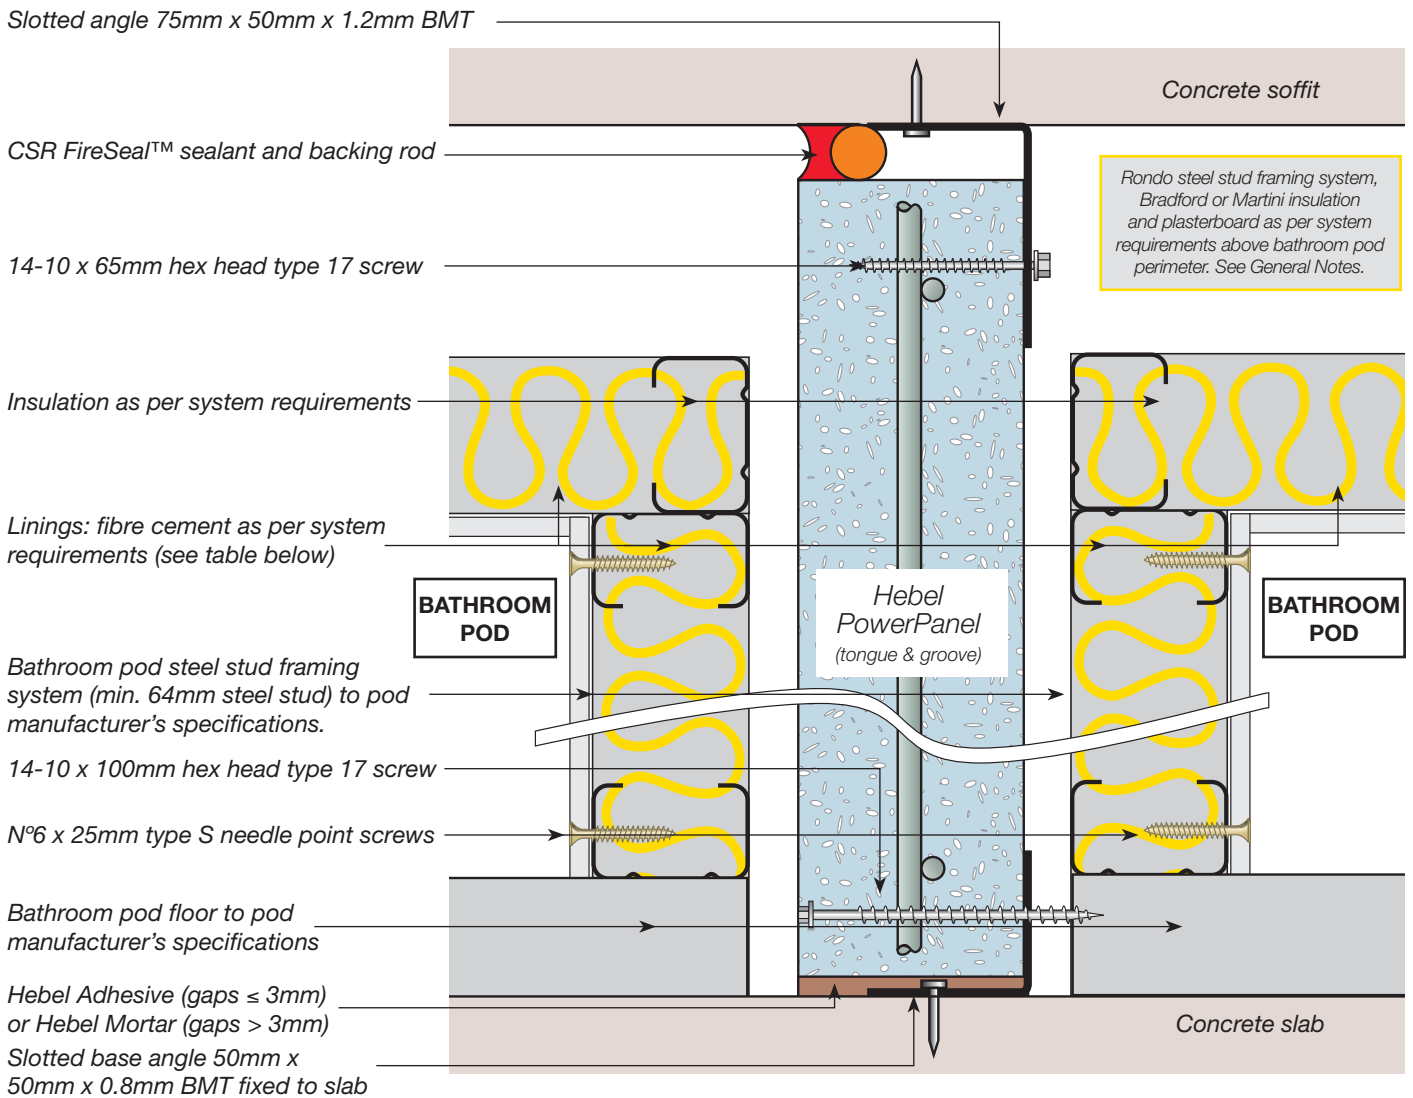 Slotted angle 75mm x 50mm x 1.2mm BMT
Concrete soffit
CSR FireSeal™ sealant and backing rod
Rondo steel stud framing system,
Bradford or Martini insulation
and plasterboard as per system
requirements above bathroom pod
perimeter. See General Notes.
14-10 x 65mm hex head type 17 screw
Insulation as per system requirements
Linings: fibre cement as per system
requirements (see table below)
BATHROOM
POD
Hebel
PowerPanel
(tongue & groove)
BATHROOM
POD
Bathroom pod steel stud framing
system (min. 64mm steel stud) to pod
manufacturer’s specifications.
14-10 x 100mm hex head type 17 screw
Nº6 x 25mm type S needle point screws
Bathroom pod floor to pod
manufacturer’s specifications
Hebel Adhesive (gaps ≤ 3mm)
or Hebel Mortar (gaps > 3mm)
Concrete slab
Slotted base angle 50mm x
50mm x 0.8mm BMT fixed to slab